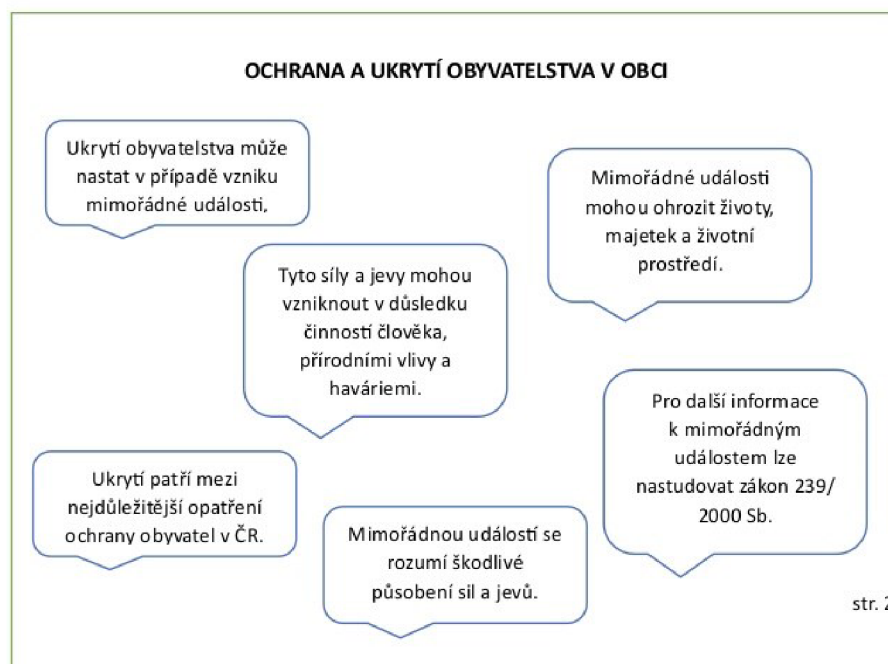 OCHRANA A UKRYTÍ OBYVATELSTVA V OBCI
Ukrytí obyvatelstva může
nastat v případě vzniku
mimořádné události,
Mimořádné události
mohou ohrozit životy,
majetek a životní
prostředí.
Tyto síly a jevy mohou
vzniknout v důsledku
činností člověka,
přírodními vlivy a
haváriemi.
Pro další informace
k mimořádným
událostem lze
nastudovat zákon 239/
2000 Sb.
Ukrytí patří mezi
nejdůležitější opatření
ochrany obyvatel v ČR.
Mimořádnou událostí se
rozumí škodlivé
působení sil a jevů.
str. 2